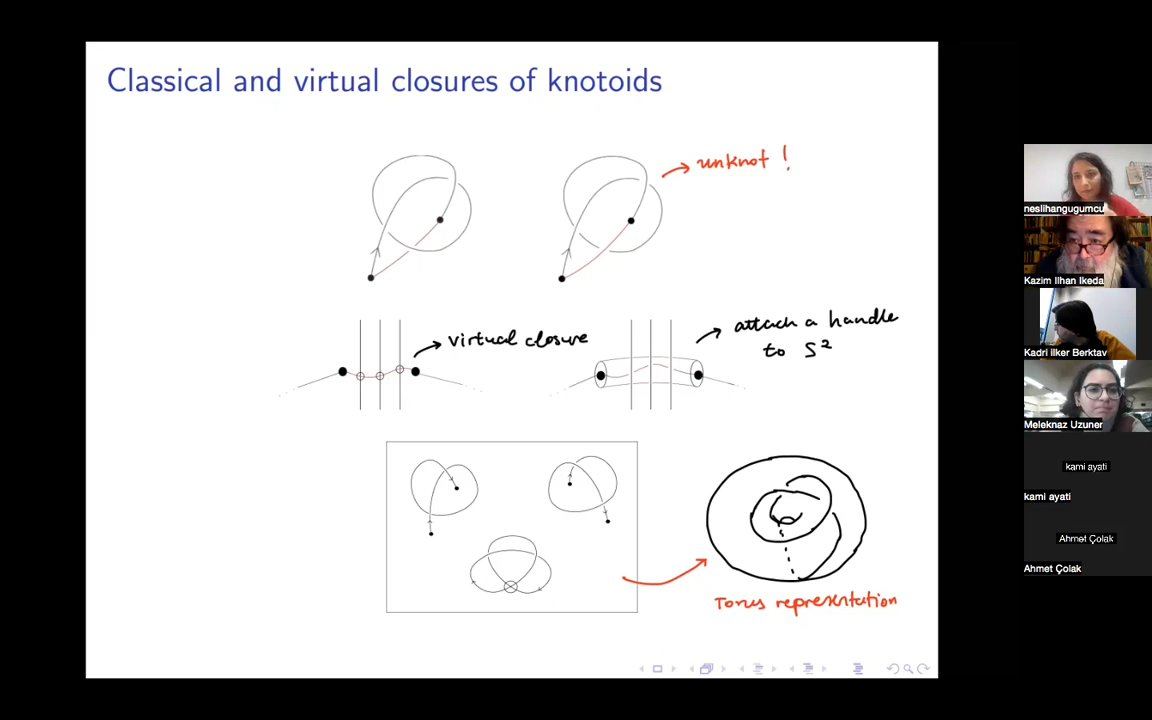 Classical and virtual closures of knotoids
unknot !
virtual closure
attach a handle
to S²
Torus representation
neslihangugumcu
Kazim Ilhan Ikeda
Kadri ilker Berktav
Meleknaz Uzuner
kami ayati
kami ayati
Ahmet Çolak
Ahmet Çolak